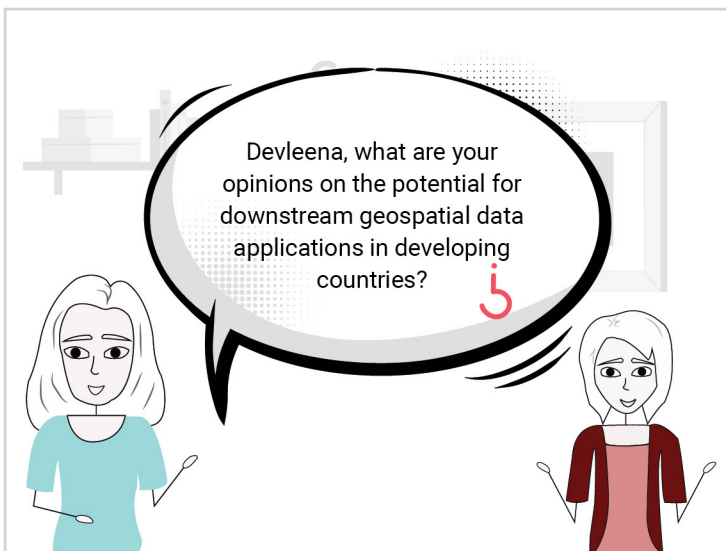 Devleena, what are your
opinions on the potential for
downstream geospatial data
applications in developing
countries?